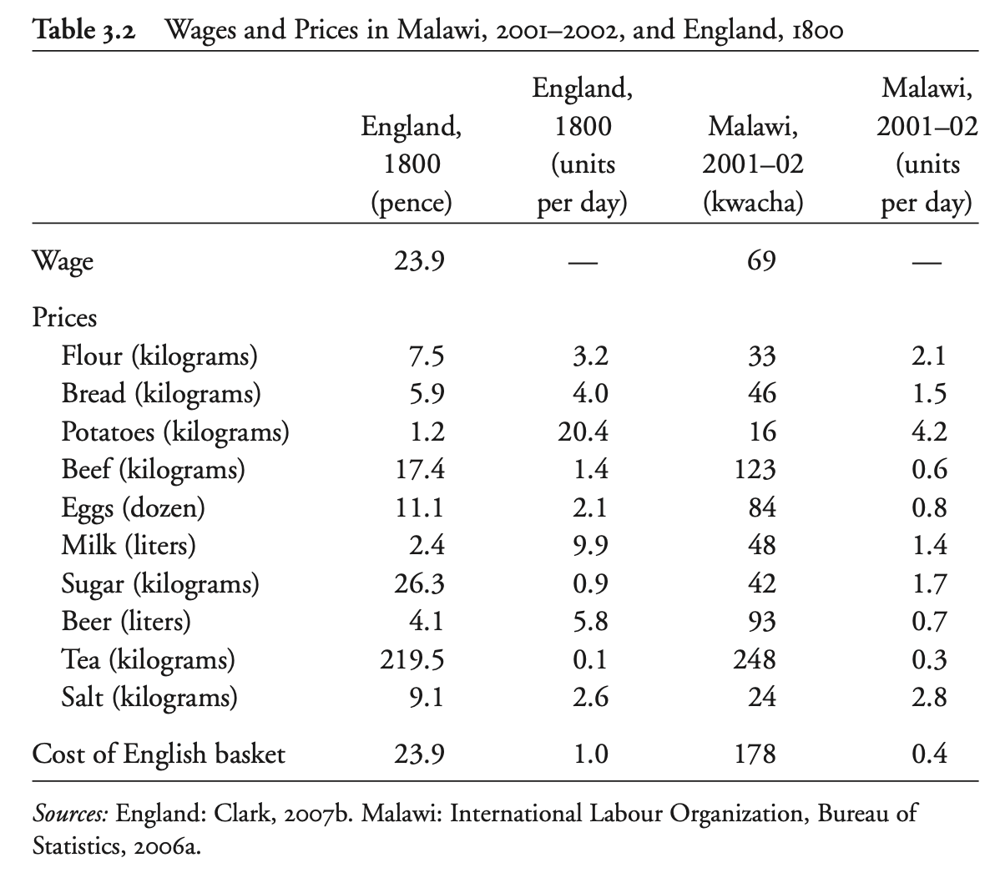 Table 3.2 Wages and Prices in Malawi, 2001–2002, and England, 1800
England, 1800 (pence) England, 1800 (units per day) Malawi, 2001–02 (kwacha) Malawi, 2001–02 (units per day)
Wage 23.9 — 69 —
Prices
Flour (kilograms) 7.5 3.2 33 2.1
Bread (kilograms) 5.9 4.0 46 1.5
Potatoes (kilograms) 1.2 20.4 16 4.2
Beef (kilograms) 17.4 1.4 123 0.6
Eggs (dozen) 11.1 2.1 84 0.8
Milk (liters) 2.4 9.9 48 1.4
Sugar (kilograms) 26.3 0.9 42 1.7
Beer (liters) 4.1 5.8 93 0.7
Tea (kilograms) 219.5 0.1 248 0.3
Salt (kilograms) 9.1 2.6 24 2.8
Cost of English basket 23.9 1.0 178 0.4
Sources: England: Clark, 2007b. Malawi: International Labour Organization, Bureau of
Statistics, 2006a.